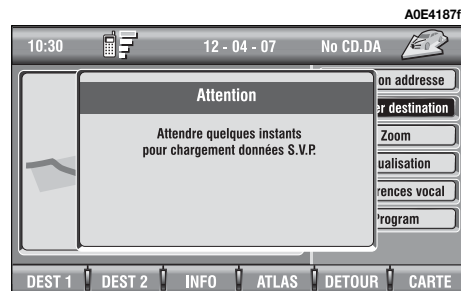 A0E4187f
10:30 12 - 04 - 07 No CD.DA
Attention
Attendre quelques instants
pour chargement données S.V.P.
on addresse
er destination
Zoom
ualisation
rences vocal
Program
DEST 1 DEST 2 INFO ATLAS DETOUR CARTE